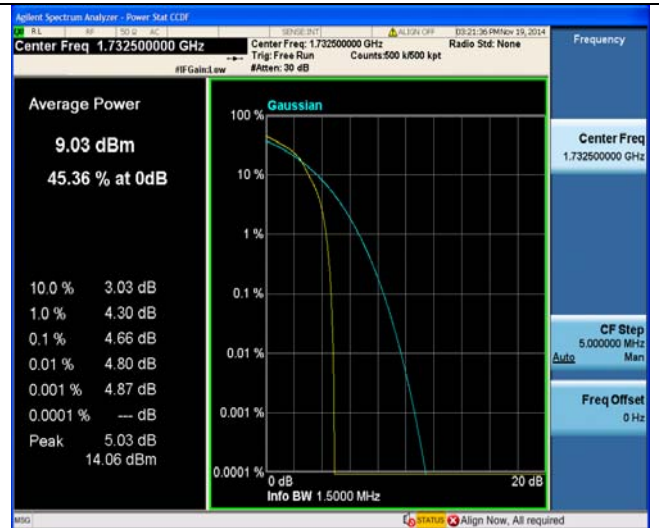 Agilent Spectrum Analyzer - Power Stat CCDF
RL RF 50 Ω AC SENSE:INT ALIGN OFF 03:21:36 PM Nov 19, 2014
Center Freq 1.732500000 GHz
Center Freq: 1.732500000 GHz Radio Std: None
Trig: Free Run Counts:500 k/500 kpt
#IFGain:Low #Atten: 30 dB
Frequency
Average Power
9.03 dBm
45.36 % at 0dB
10.0 % 3.03 dB
1.0 % 4.30 dB
0.1 % 4.66 dB
0.01 % 4.80 dB
0.001 % 4.87 dB
0.0001 % --- dB
Peak 5.03 dB
14.06 dBm
Gaussian
100 %
10 %
1 %
0.1 %
0.01 %
0.001 %
0.0001 %
0 dB 20 dB
Info BW 1.5000 MHz
Center Freq
1.732500000 GHz
CF Step
5.000000 MHz
Auto Man
Freq Offset
0 Hz
MSG STATUS Align Now, All required